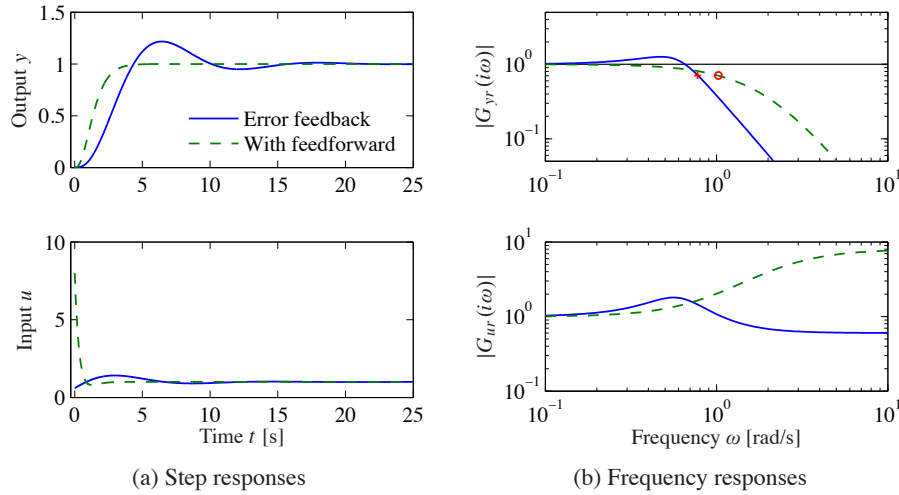 1.5
1
0.5
0
0 5 10 15 20 25
Output y
Error feedback
With feedforward
10
5
0
0 5 10 15 20 25
Input u
Time t [s]
(a) Step responses
10^0
10^-1
10^-1 10^0 10^1
|G_yr(iω)|
10^1
10^0
10^-1
10^-1 10^0 10^1
|G_ur(iω)|
Frequency ω [rad/s]
(b) Frequency responses